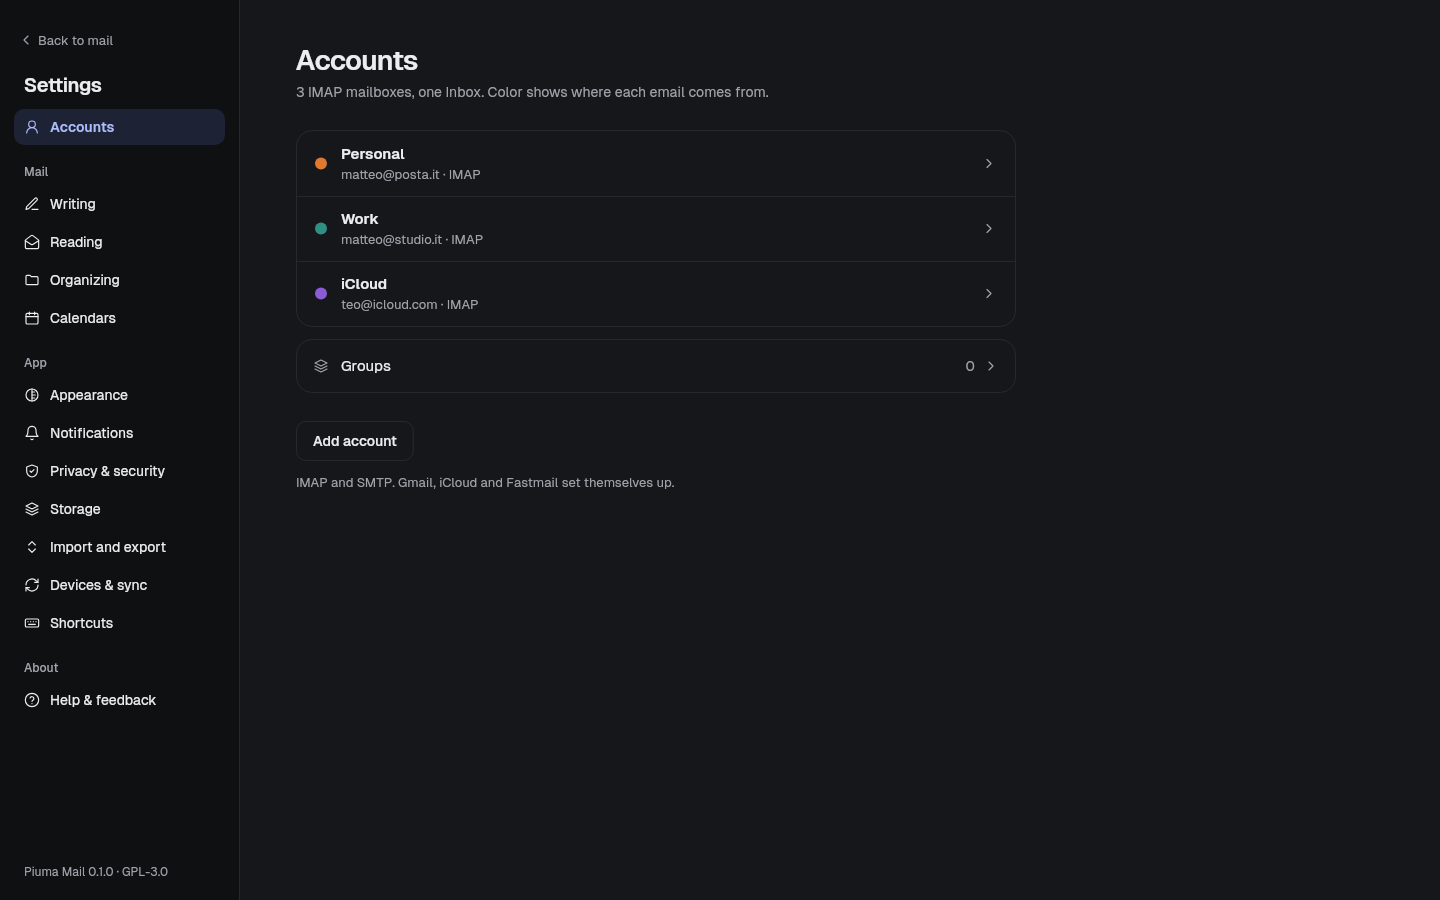 Back to mail
Settings
Accounts
Mail
Writing
Reading
Organizing
Calendars
App
Appearance
Notifications
Privacy & security
Storage
Import and export
Devices & sync
Shortcuts
About
Help & feedback
Piuma Mail 0.1.0 · GPL-3.0
Accounts
3 IMAP mailboxes, one Inbox. Color shows where each email comes from.
Personal
matteo@posta.it · IMAP
Work
matteo@studio.it · IMAP
iCloud
teo@icloud.com · IMAP
Groups 0
Add account
IMAP and SMTP. Gmail, iCloud and Fastmail set themselves up.